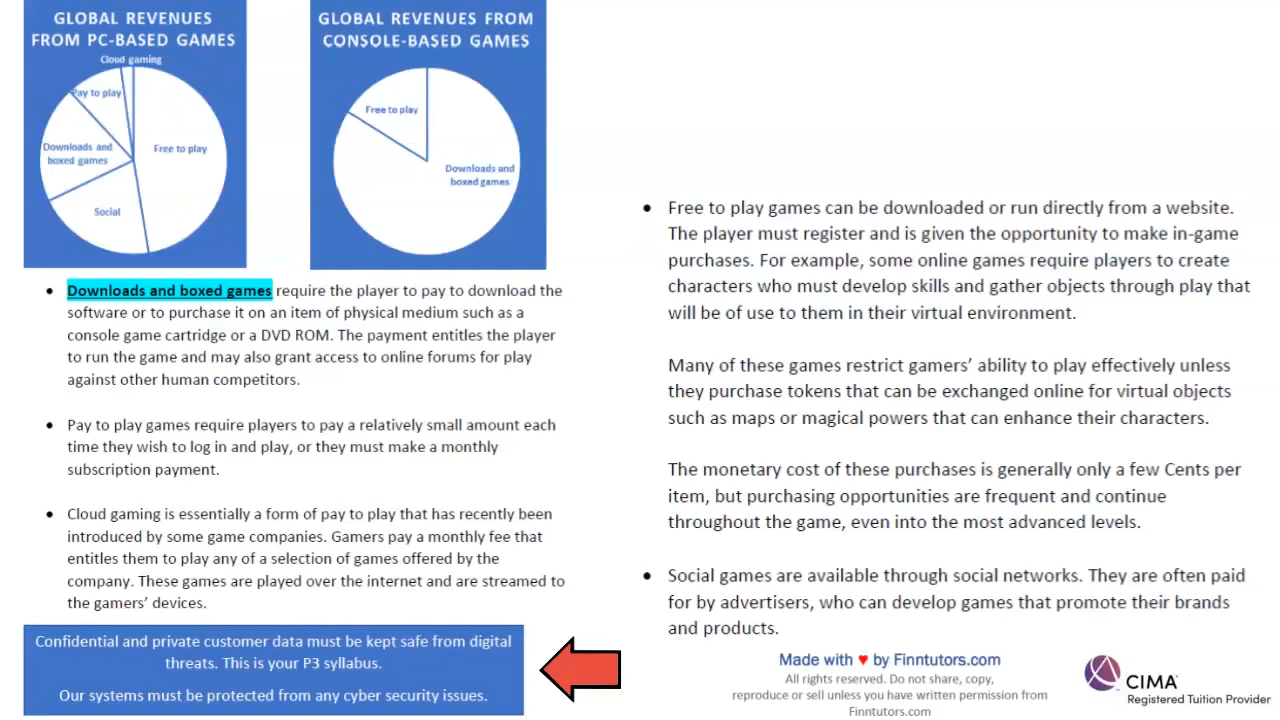 GLOBAL REVENUES
FROM PC-BASED GAMES
Cloud gaming
Pay to play
Downloads and
boxed games
Free to play
Social
GLOBAL REVENUES FROM
CONSOLE-BASED GAMES
Free to play
Downloads and
boxed games
• Downloads and boxed games require the player to pay to download the
software or to purchase it on an item of physical medium such as a
console game cartridge or a DVD ROM. The payment entitles the player
to run the game and may also grant access to online forums for play
against other human competitors.
• Pay to play games require players to pay a relatively small amount each
time they wish to log in and play, or they must make a monthly
subscription payment.
• Cloud gaming is essentially a form of pay to play that has recently been
introduced by some game companies. Gamers pay a monthly fee that
entitles them to play any of a selection of games offered by the
company. These games are played over the internet and are streamed to
the gamers' devices.
Confidential and private customer data must be kept safe from digital
threats. This is your P3 syllabus.
Our systems must be protected from any cyber security issues.
• Free to play games can be downloaded or run directly from a website.
The player must register and is given the opportunity to make in-game
purchases. For example, some online games require players to create
characters who must develop skills and gather objects through play that
will be of use to them in their virtual environment.
Many of these games restrict gamers' ability to play effectively unless
they purchase tokens that can be exchanged online for virtual objects
such as maps or magical powers that can enhance their characters.
The monetary cost of these purchases is generally only a few Cents per
item, but purchasing opportunities are frequent and continue
throughout the game, even into the most advanced levels.
• Social games are available through social networks. They are often paid
for by advertisers, who can develop games that promote their brands
and products.
Made with ♥ by Finntutors.com
All rights reserved. Do not share, copy,
reproduce or sell unless you have written permission from
Finntutors.com
CIMA
Registered Tuition Provider